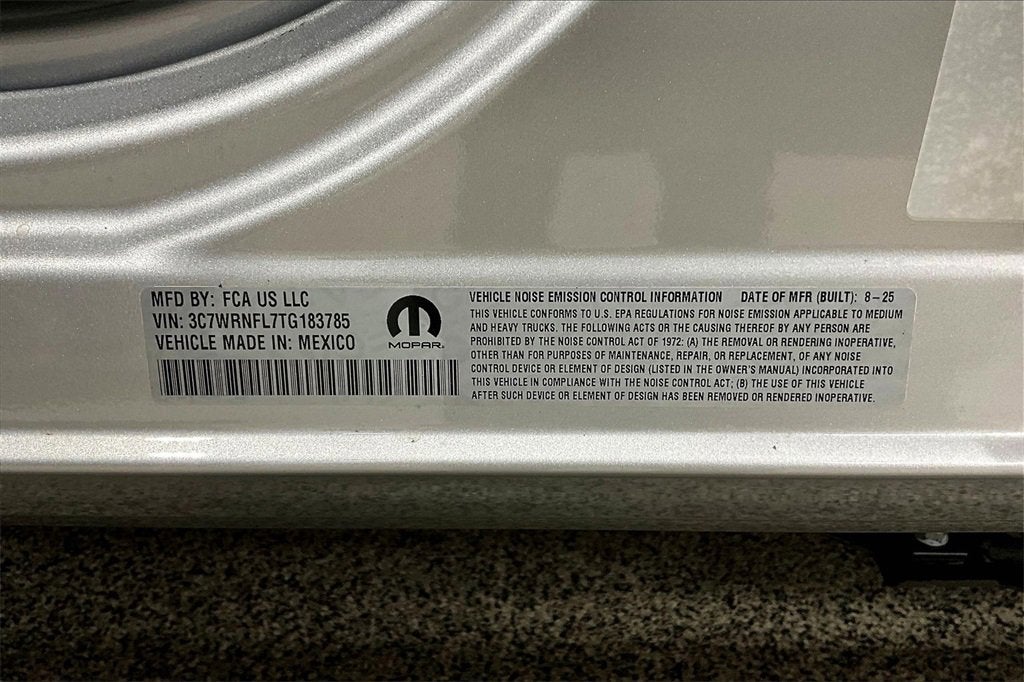 MFD BY: FCA US LLC
VIN: 3C7WRNFL7TG183785
VEHICLE MADE IN: MEXICO
MOPAR
VEHICLE NOISE EMISSION CONTROL INFORMATION DATE OF MFR (BUILT): 8-25
THIS VEHICLE CONFORMS TO U.S. EPA REGULATIONS FOR NOISE EMISSION APPLICABLE TO MEDIUM
AND HEAVY TRUCKS. THE FOLLOWING ACTS OR THE CAUSING THEREOF BY ANY PERSON ARE
PROHIBITED BY THE NOISE CONTROL ACT OF 1972: (A) THE REMOVAL OR RENDERING INOPERATIVE,
OTHER THAN FOR PURPOSES OF MAINTENANCE, REPAIR, OR REPLACEMENT, OF ANY NOISE
CONTROL DEVICE OR ELEMENT OF DESIGN (LISTED IN THE OWNER'S MANUAL) INCORPORATED INTO
THIS VEHICLE IN COMPLIANCE WITH THE NOISE CONTROL ACT; (B) THE USE OF THIS VEHICLE
AFTER SUCH DEVICE OR ELEMENT OF DESIGN HAS BEEN REMOVED OR RENDERED INOPERATIVE.